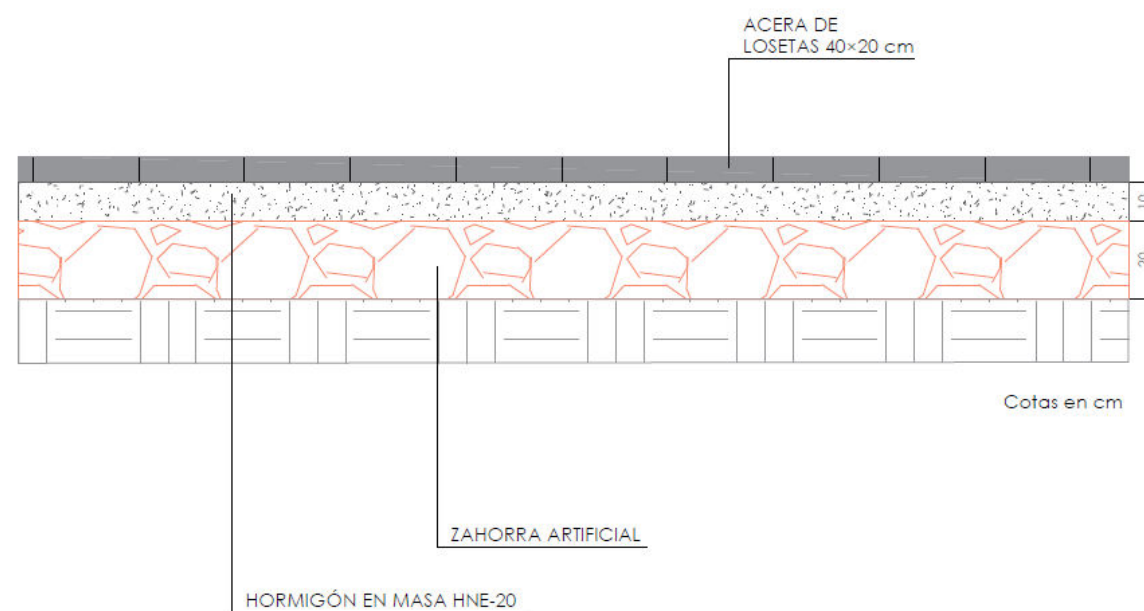 ACERA DE
LOSETAS 40×20 cm
Cotas en cm
ZAHORRA ARTIFICIAL
HORMIGÓN EN MASA HNE-20